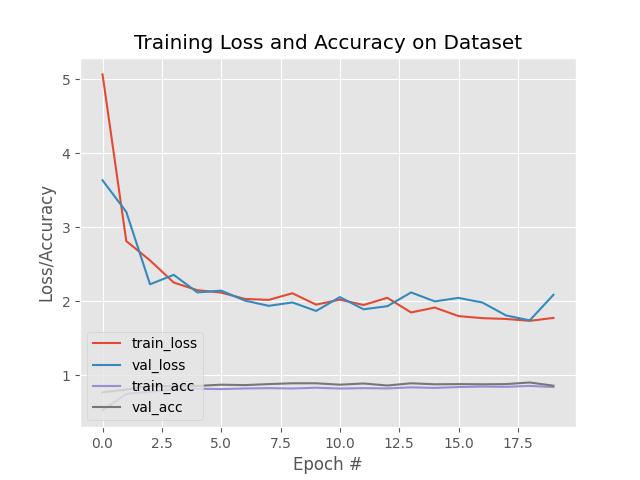 Training Loss and Accuracy on Dataset
Loss/Accuracy
5
4
3
2
1
train_loss
val_loss
train_acc
val_acc
0.0 2.5 5.0 7.5 10.0 12.5 15.0 17.5
Epoch #